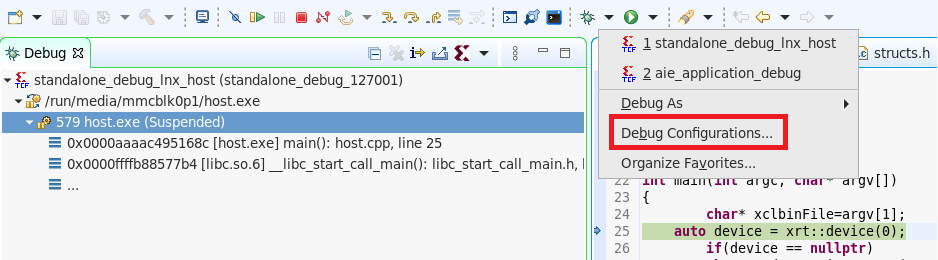 Debug
standalone_debug_lnx_host (standalone_debug_127001)
/run/media/mmcblk0p1/host.exe
579 host.exe (Suspended)
0x0000aaaac495168c [host.exe] main(): host.cpp, line 25
0x0000ffffb88577b4 [libc.so.6] __libc_start_call_main(): libc_start_call_main.h, l
...
1 standalone_debug_lnx_host
2 aie_application_debug
Debug As
Debug Configurations...
Organize Favorites...
structs.h
22 int main(int argc, char* argv[])
23 {
24 char* xclbinFile=argv[1];
25 auto device = xrt::device(0);
26 if(device == nullptr)